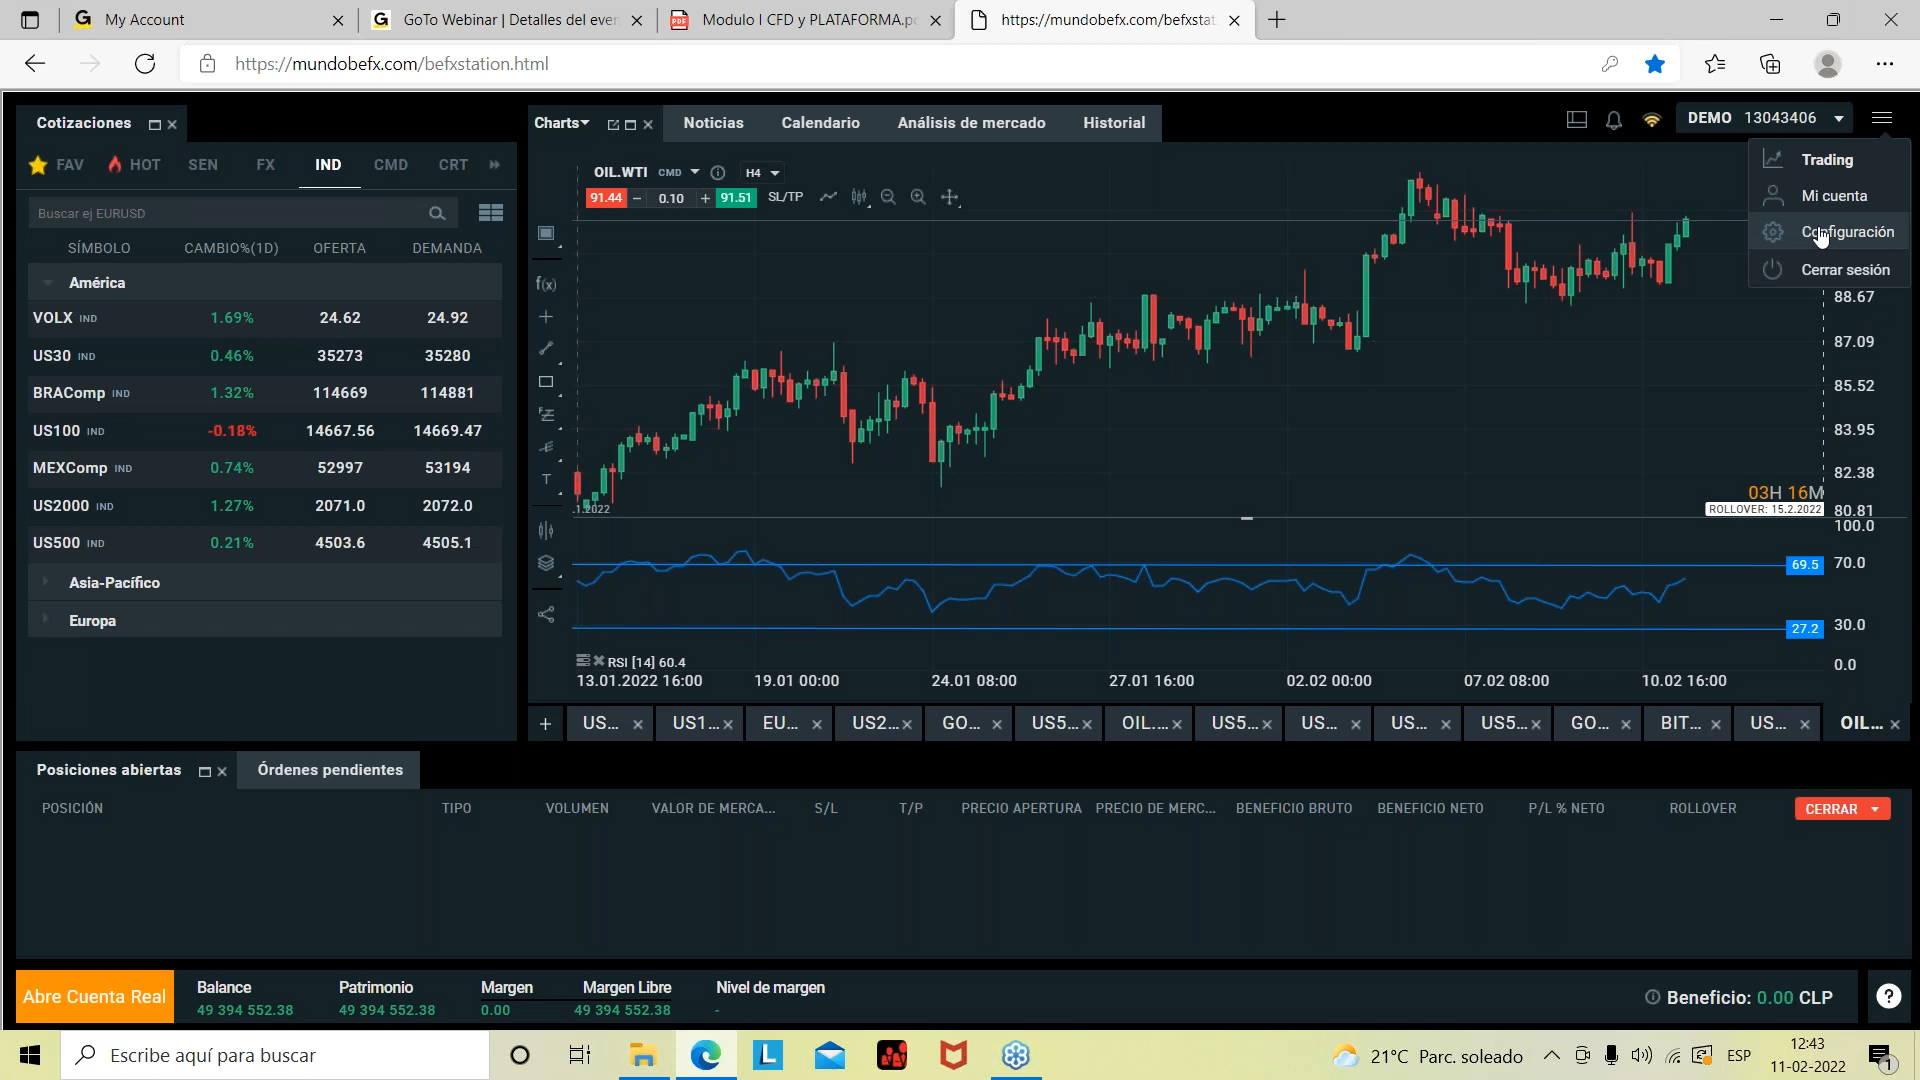 My Account
GoTo Webinar | Detalles del even
Modulo I CFD y PLATAFORMA.pd
https://mundobefx.com/befxstat
https://mundobefx.com/befxstation.html
Cotizaciones
Charts
Noticias
Calendario
Análisis de mercado
Historial
DEMO 13043406
FAV
HOT
SEN
FX
IND
CMD
CRT
Trading
Mi cuenta
Configuración
Cerrar sesión
Buscar ej EURUSD
SÍMBOLO CAMBIO%(1D) OFERTA DEMANDA
América
VOLX IND 1.69% 24.62 24.92
US30 IND 0.46% 35273 35280
BRAComp IND 1.32% 114669 114881
US100 IND -0.18% 14667.56 14669.47
MEXComp IND 0.74% 52997 53194
US2000 IND 1.27% 2071.0 2072.0
US500 IND 0.21% 4503.6 4505.1
Asia-Pacífico
Europa
OIL.WTI CMD H4
91.44 − 0.10 + 91.51 SL/TP
f(x)
T
88.67
87.09
85.52
83.95
82.38
80.81
03H 16M
ROLLOVER: 15.2.2022
.1.2022
100.0
70.0
30.0
0.0
69.5
27.2
RSI [14] 60.4
13.01.2022 16:00 19.01 00:00 24.01 08:00 27.01 16:00 02.02 00:00 07.02 08:00 10.02 16:00
US... US1... EU... US2... GO... US5... OIL.... US5... US... US... US5... GO... BIT... US... OIL...
Posiciones abiertas
Órdenes pendientes
POSICIÓN TIPO VOLUMEN VALOR DE MERCA... S/L T/P PRECIO APERTURA PRECIO DE MERC... BENEFICIO BRUTO BENEFICIO NETO P/L % NETO ROLLOVER CERRAR
Abre Cuenta Real
Balance Patrimonio Margen Margen Libre Nivel de margen
49 394 552.38 49 394 552.38 0.00 49 394 552.38 -
Beneficio: 0.00 CLP
?
Escribe aquí para buscar
L
21°C Parc. soleado
ESP
12:43
11-02-2022
1